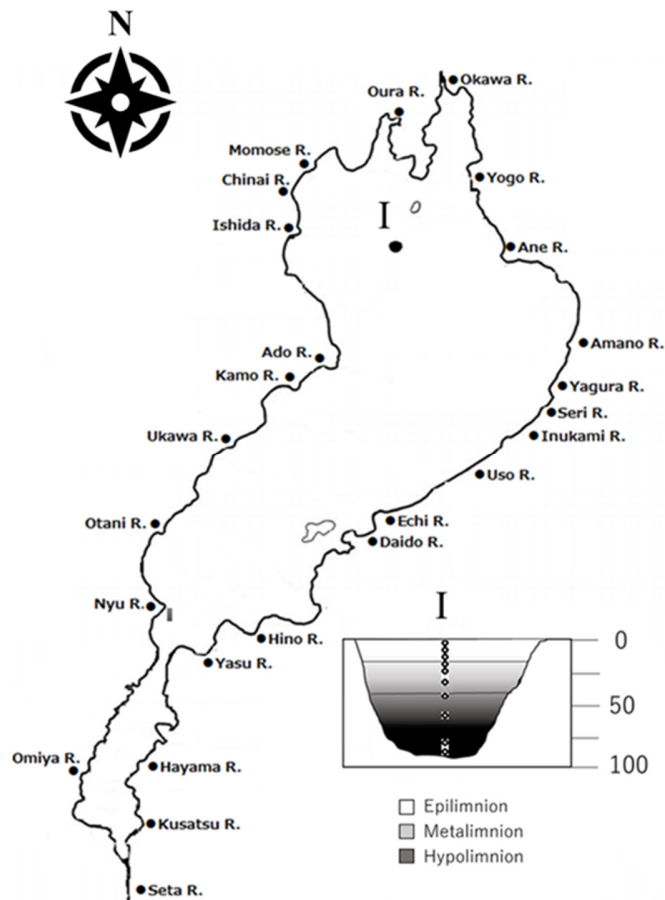 N
Okawa R.
Oura R.
Momose R.
Yogo R.
Chinai R.
I
Ishida R.
Ane R.
Amano R.
Ado R.
Kamo R.
Yagura R.
Seri R.
Ukawa R.
Inukami R.
Uso R.
Otani R.
Echi R.
Daido R.
Nyu R.
I
Hino R.
0
Yasu R.
50
Omiya R.
Hayama R.
100
Epilimnion
Kusatsu R.
Metalimnion
Hypolimnion
Seta R.